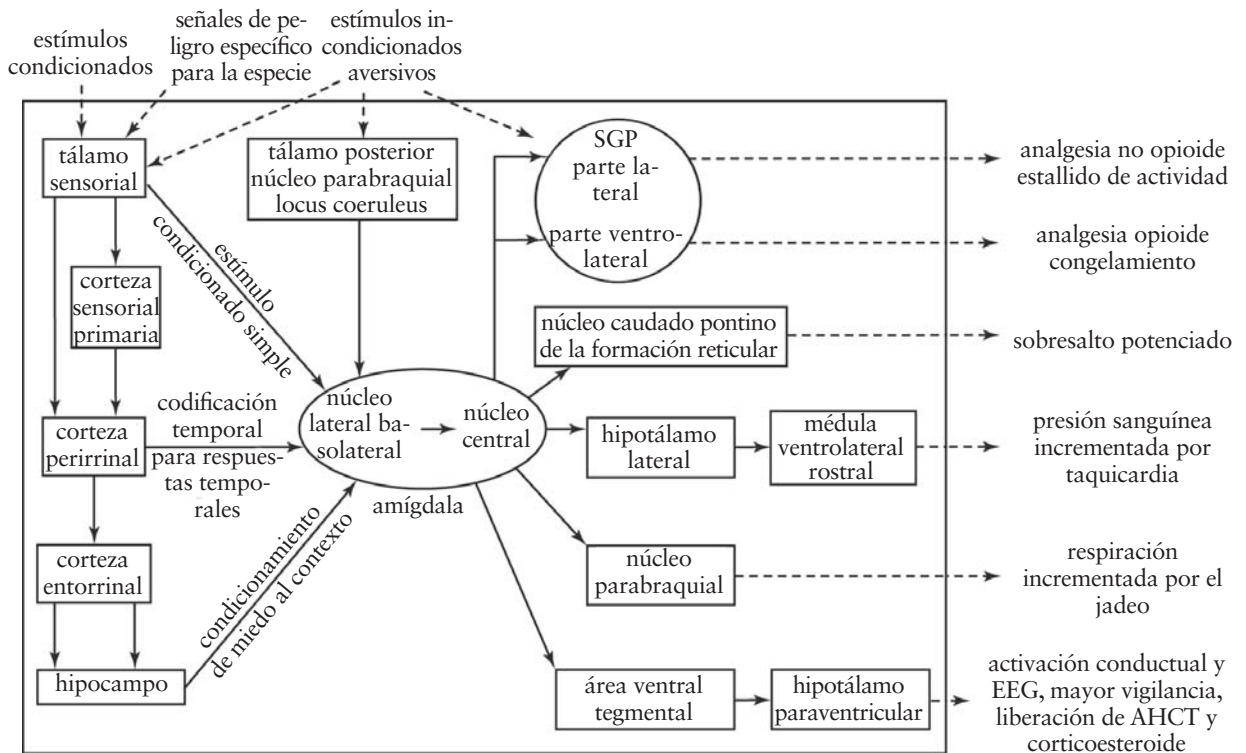 estímulos
condicionados
señales de pe-
ligro específico
para la especie
estímulos in-
condicionados
aversivos
tálamo
sensorial
tálamo posterior
núcleo parabraquial
locus coeruleus
SGP
parte la-
teral
parte ventro-
lateral
analgesia no opioide
estallido de actividad
analgesia opioide
congelamiento
corteza
sensorial
primaria
estímulo
condicionado simple
núcleo caudado pontino
de la formación reticular
sobresalto potenciado
corteza
perirrinal
codificación
temporal
para respues-
tas tempo-
rales
núcleo
lateral ba-
solateral
núcleo
central
amígdala
hipotálamo
lateral
médula
ventrolateral
rostral
presión sanguínea
incrementada por
taquicardia
corteza
entorrinal
condicionamiento
de miedo al contexto
núcleo
parabraquial
respiración
incrementada por el
jadeo
hipocampo
área ventral
tegmental
hipotálamo
paraventricular
activación conductual y
EEG, mayor vigilancia,
liberación de AHCT y
corticoesteroide